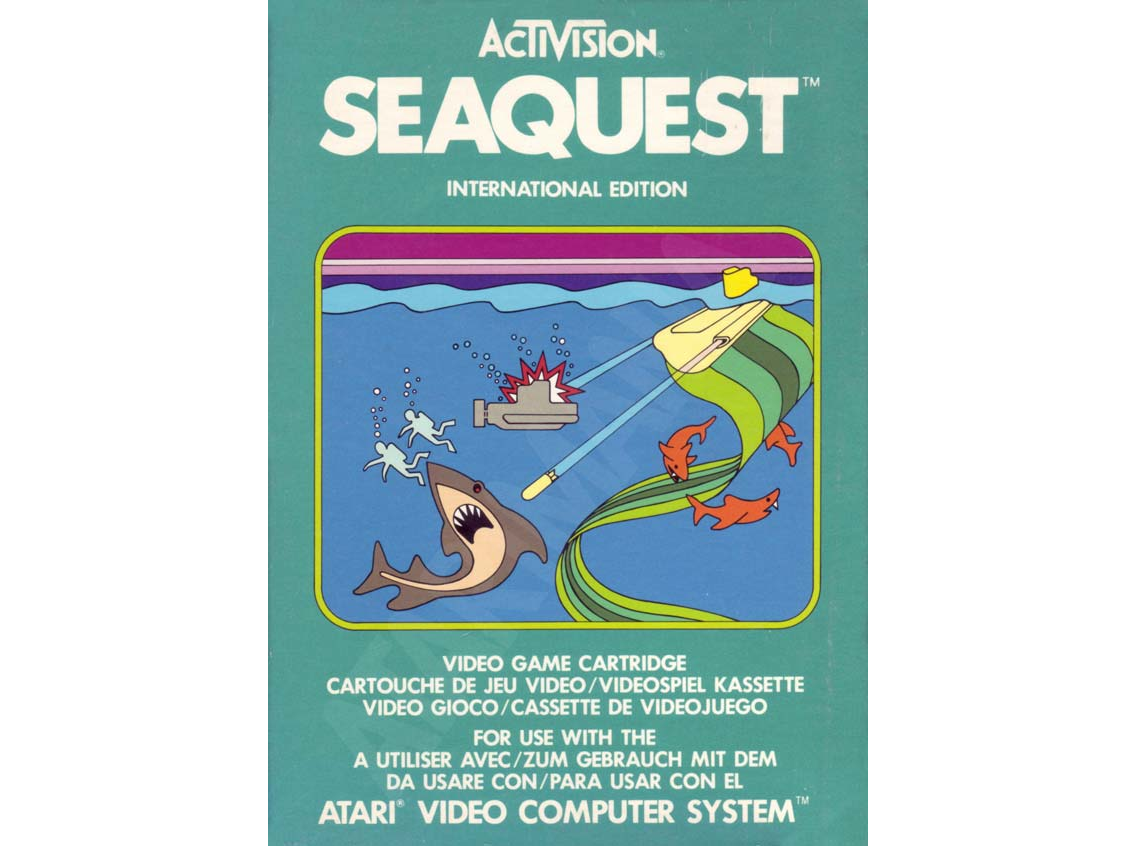 ACTIVISION®
SEAQUEST™
INTERNATIONAL EDITION
VIDEO GAME CARTRIDGE
CARTOUCHE DE JEU VIDEO/VIDEOSPIEL KASSETTE
VIDEO GIOCO/CASSETTE DE VIDEOJUEGO
FOR USE WITH THE
A UTILISER AVEC/ZUM GEBRAUCH MIT DEM
DA USARE CON/PARA USAR CON EL
ATARI® VIDEO COMPUTER SYSTEM™